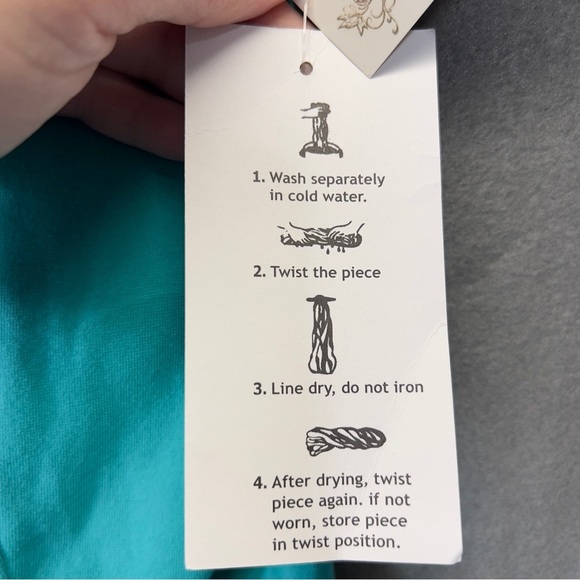 1. Wash separately
in cold water.
2. Twist the piece
3. Line dry, do not iron
4. After drying, twist
piece again. if not
worn, store piece
in twist position.